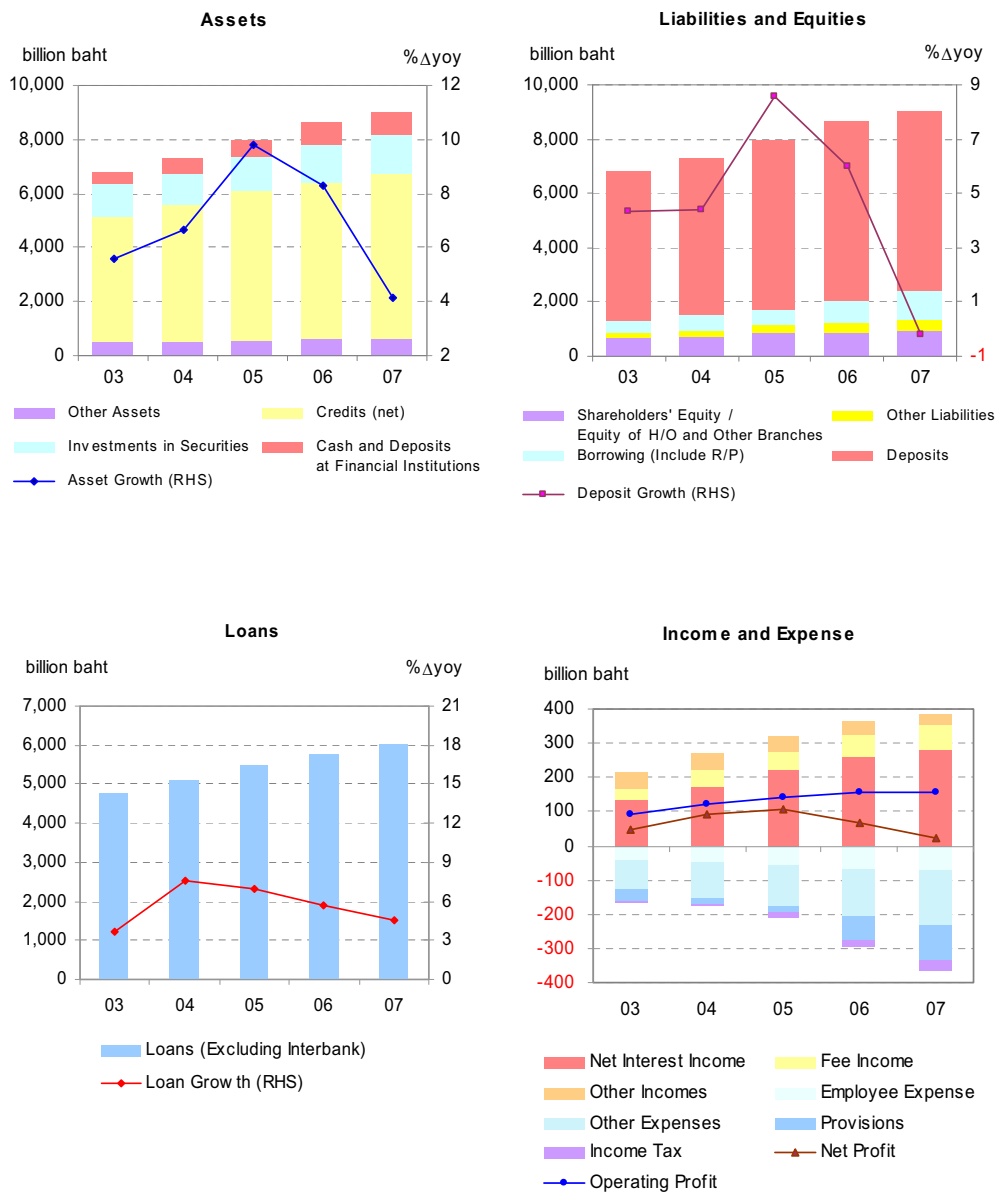 Assets
billion baht
%Δyoy
10,000
8,000
6,000
4,000
2,000
0
12
10
8
6
4
2
03 04 05 06 07
Other Assets
Credits (net)
Investments in Securities
Cash and Deposits
at Financial Institutions
Asset Growth (RHS)
Liabilities and Equities
billion baht
%Δyoy
10,000
8,000
6,000
4,000
2,000
0
9
7
5
3
1
-1
03 04 05 06 07
Shareholders' Equity /
Equity of H/O and Other Branches
Other Liabilities
Borrowing (Include R/P)
Deposits
Deposit Growth (RHS)
Loans
billion baht
%Δyoy
7,000
6,000
5,000
4,000
3,000
2,000
1,000
0
21
18
15
12
9
6
3
0
03 04 05 06 07
Loans (Excluding Interbank)
Loan Growth (RHS)
Income and Expense
billion baht
400
300
200
100
0
-100
-200
-300
-400
03 04 05 06 07
Net Interest Income
Fee Income
Other Incomes
Employee Expense
Other Expenses
Provisions
Income Tax
Net Profit
Operating Profit